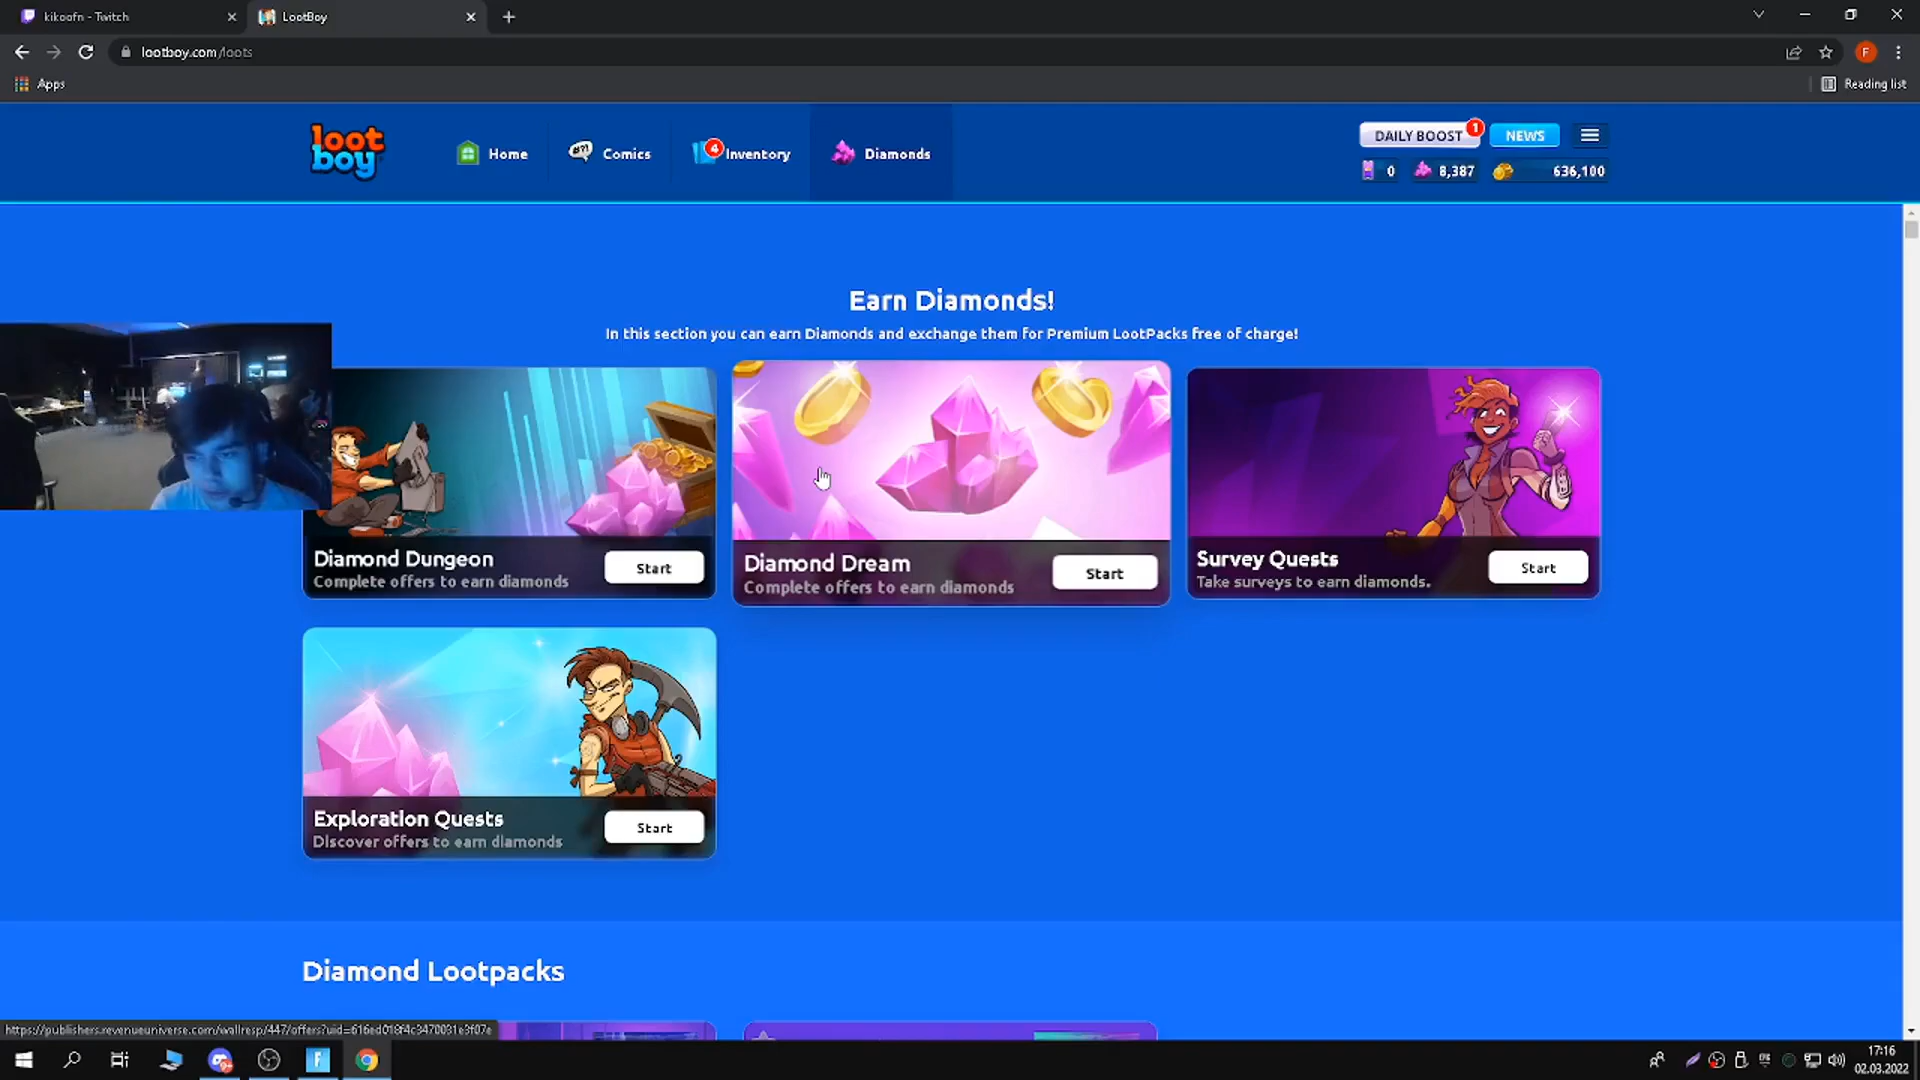 kikoofn - Twitch
LootBoy
lootboy.com/loots
F
Apps
Reading list
loot boy
Home
Comics
4
Inventory
Diamonds
DAILY BOOST
1
NEWS
0
8,387
636,100
Earn Diamonds!
In this section you can earn Diamonds and exchange them for Premium LootPacks free of charge!
Diamond Dungeon
Complete offers to earn diamonds
Start
Diamond Dream
Complete offers to earn diamonds
Start
Survey Quests
Take surveys to earn diamonds.
Start
Exploration Quests
Discover offers to earn diamonds
Start
Diamond Lootpacks
17:16
02.03.2022